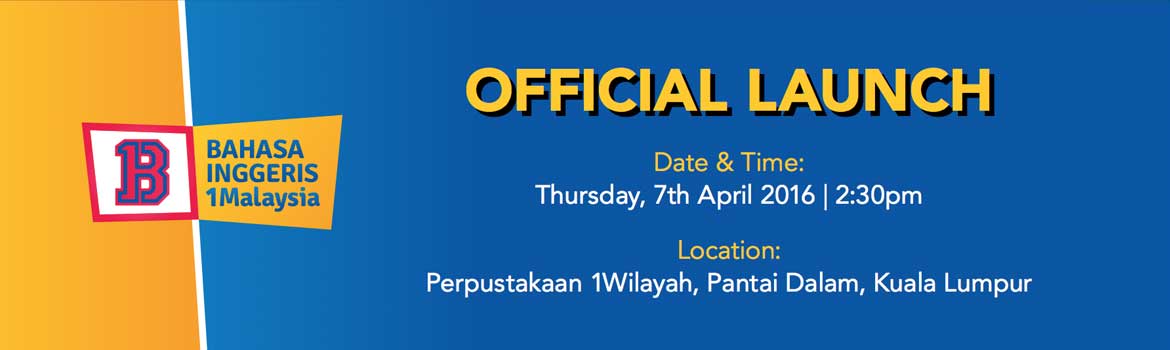 B
BAHASA
INGGERIS
1Malaysia
OFFICIAL LAUNCH
Date & Time:
Thursday, 7th April 2016 | 2:30pm
Location:
Perpustakaan 1Wilayah, Pantai Dalam, Kuala Lumpur